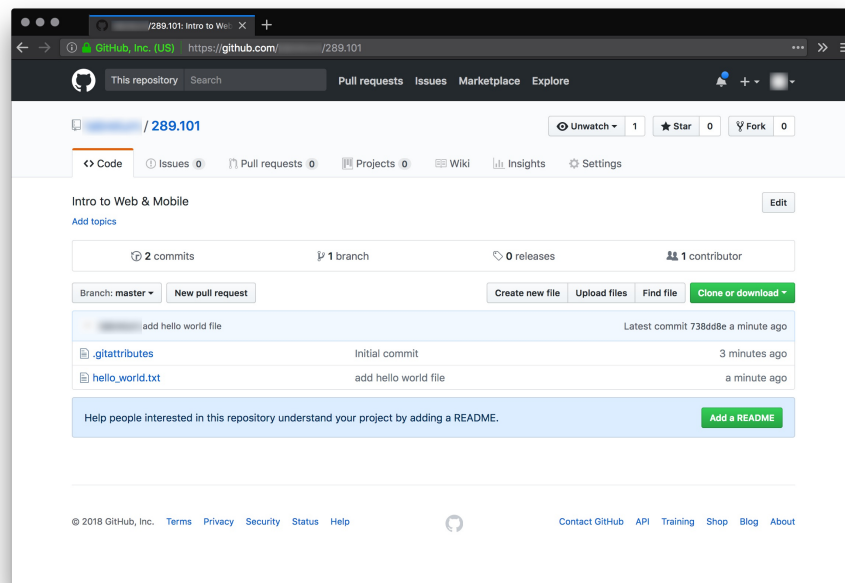 /289.101: Intro to Web
GitHub, Inc. (US) https://github.com/ /289.101
This repository Search Pull requests Issues Marketplace Explore
/ 289.101
Unwatch 1 Star 0 Fork 0
Code Issues 0 Pull requests 0 Projects 0 Wiki Insights Settings
Intro to Web & Mobile Edit
Add topics
2 commits 1 branch 0 releases 1 contributor
Branch: master New pull request Create new file Upload files Find file Clone or download
add hello world file Latest commit 738dd8e a minute ago
.gitattributes Initial commit 3 minutes ago
hello_world.txt add hello world file a minute ago
Help people interested in this repository understand your project by adding a README. Add a README
© 2018 GitHub, Inc. Terms Privacy Security Status Help Contact GitHub API Training Shop Blog About